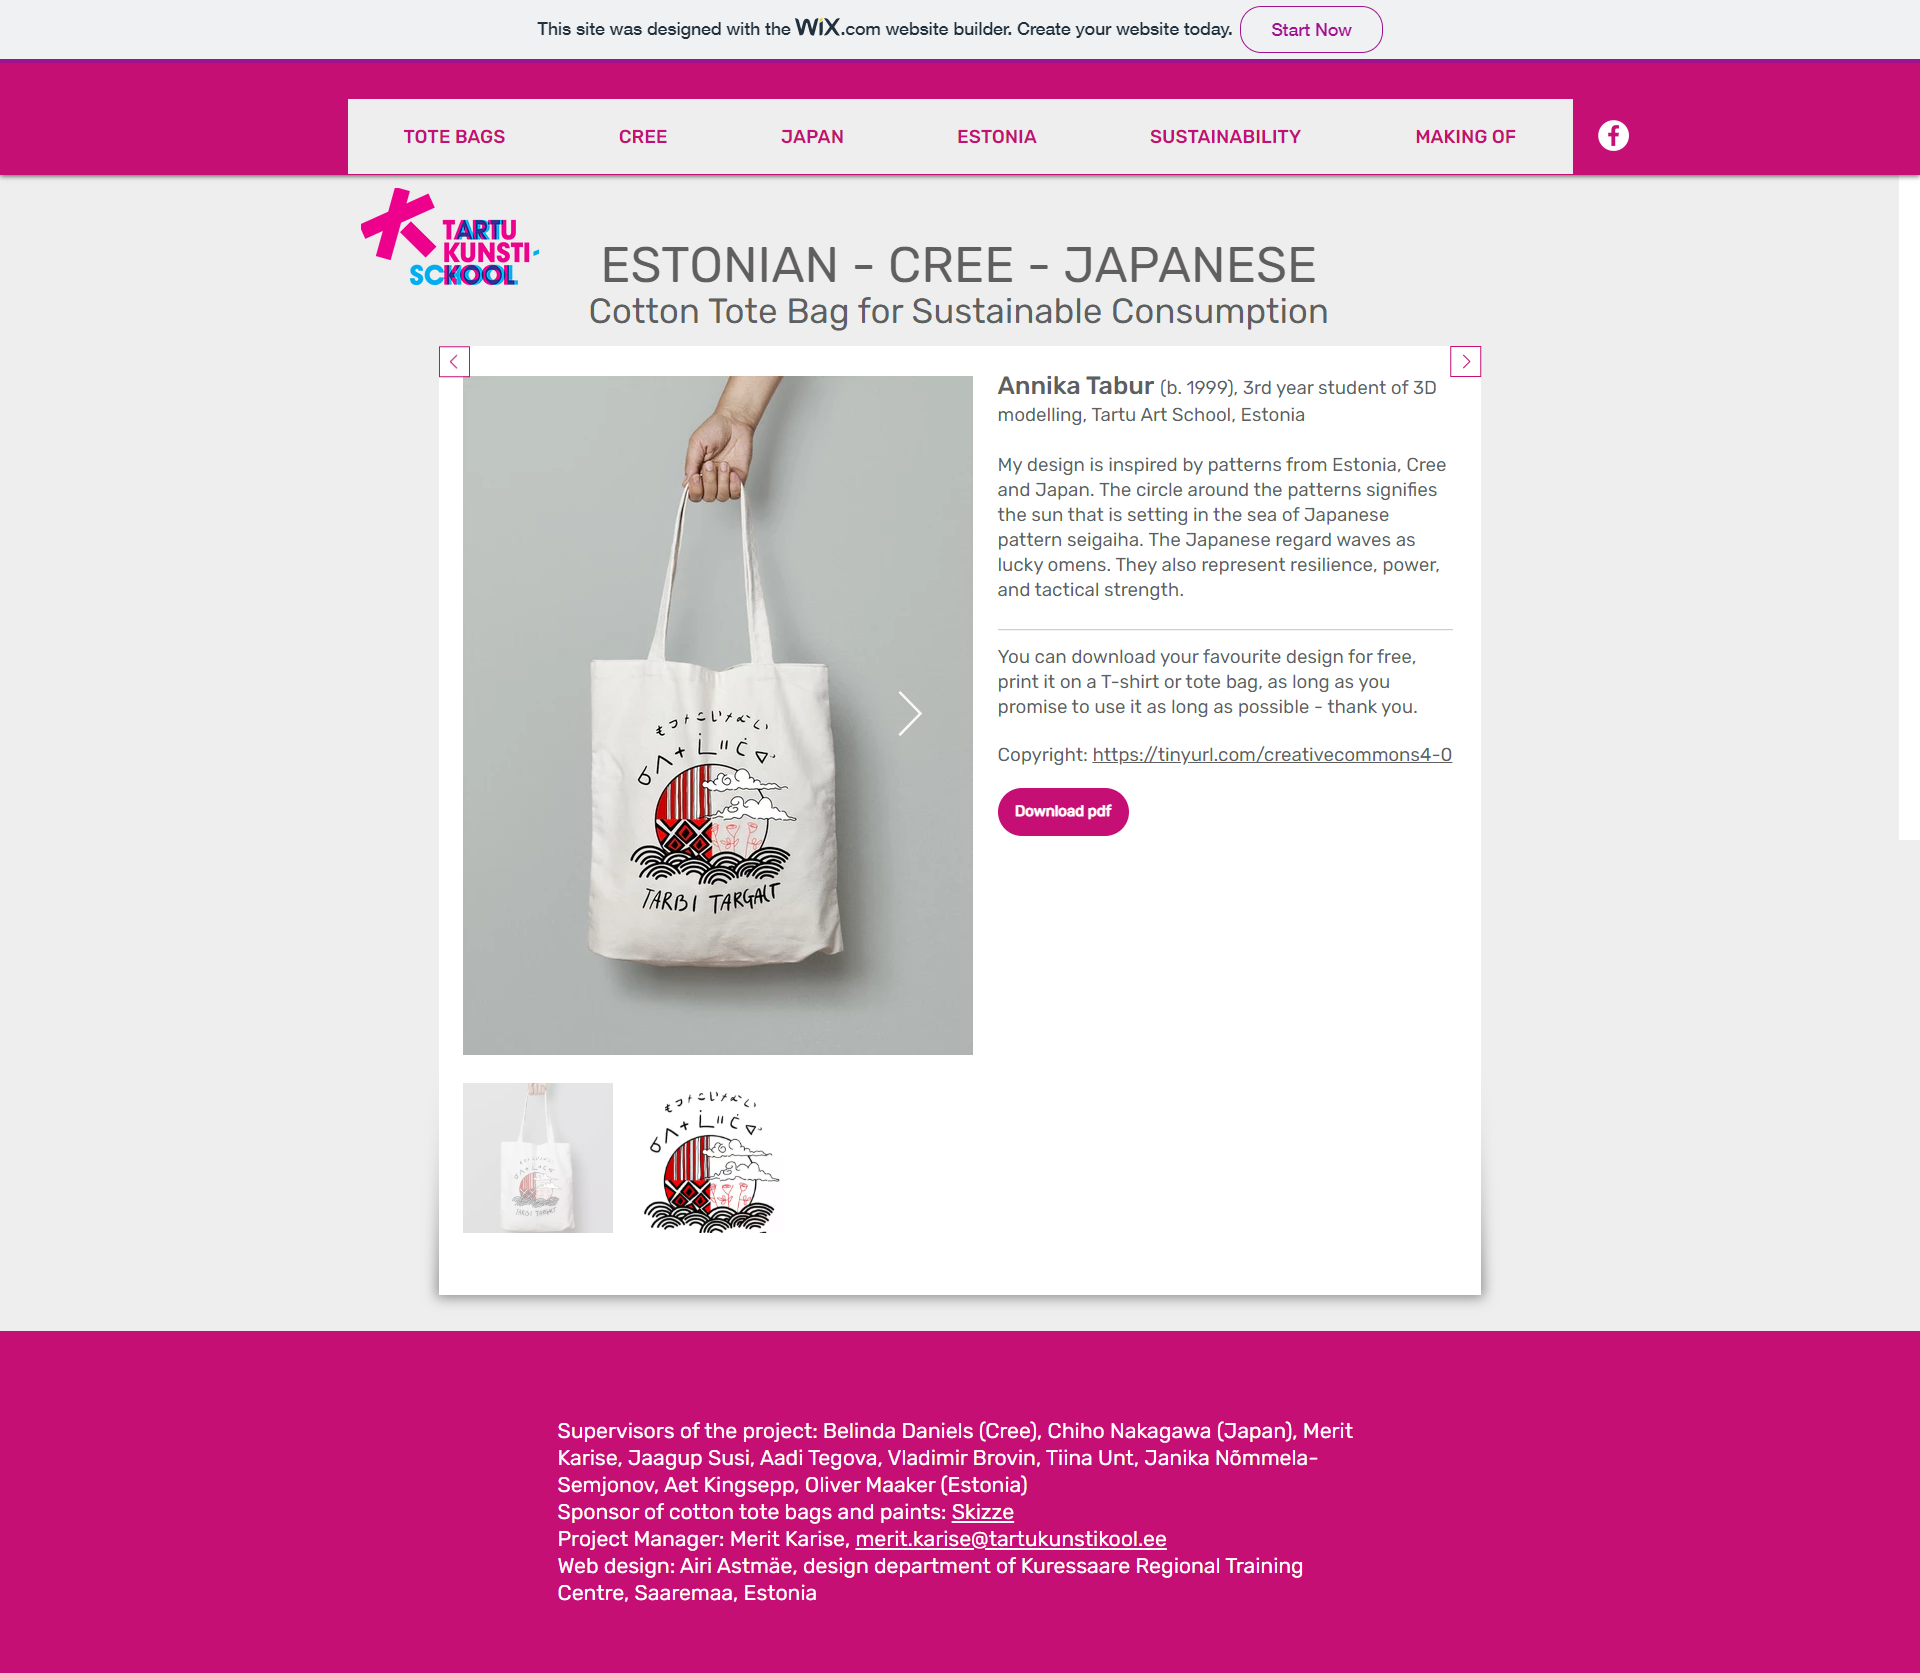 This site was designed with the WiX.com website builder. Create your website today. Start Now
TOTE BAGS CREE JAPAN ESTONIA SUSTAINABILITY MAKING OF
TARTU
KUNSTI-
SCKOOL
ESTONIAN - CREE - JAPANESE
Cotton Tote Bag for Sustainable Consumption
Annika Tabur (b. 1999), 3rd year student of 3D
modelling, Tartu Art School, Estonia
My design is inspired by patterns from Estonia, Cree
and Japan. The circle around the patterns signifies
the sun that is setting in the sea of Japanese
pattern seigaiha. The Japanese regard waves as
lucky omens. They also represent resilience, power,
and tactical strength.
You can download your favourite design for free,
print it on a T-shirt or tote bag, as long as you
promise to use it as long as possible - thank you.
Copyright: https://tinyurl.com/creativecommons4-0
Download pdf
TARBI TARGALT
Supervisors of the project: Belinda Daniels (Cree), Chiho Nakagawa (Japan), Merit
Karise, Jaagup Susi, Aadi Tegova, Vladimir Brovin, Tiina Unt, Janika Nõmmela-
Semjonov, Aet Kingsepp, Oliver Maaker (Estonia)
Sponsor of cotton tote bags and paints: Skizze
Project Manager: Merit Karise, merit.karise@tartukunstikool.ee
Web design: Airi Astmäe, design department of Kuressaare Regional Training
Centre, Saaremaa, Estonia